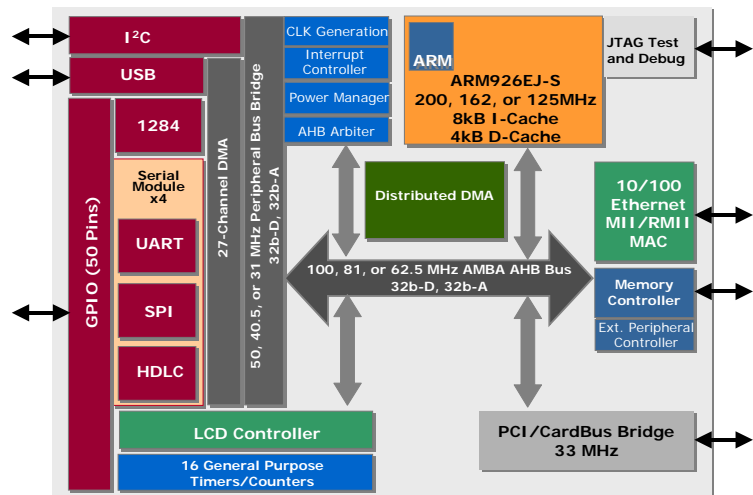 I²C
USB
1284
Serial
Module
x4
UART
SPI
HDLC
GPIO (50 Pins)
27-Channel DMA
50, 40.5, or 31 MHz Peripheral Bus Bridge
32b-D, 32b-A
CLK Generation
Interrupt
Controller
Power Manager
AHB Arbiter
ARM
ARM926EJ-S
200, 162, or 125MHz
8kB I-Cache
4kB D-Cache
JTAG Test
and Debug
Distributed DMA
10/100
Ethernet
MII/RMII
MAC
100, 81, or 62.5 MHz AMBA AHB Bus
32b-D, 32b-A
Memory
Controller
Ext. Peripheral
Controller
LCD Controller
16 General Purpose
Timers/Counters
PCI/CardBus Bridge
33 MHz